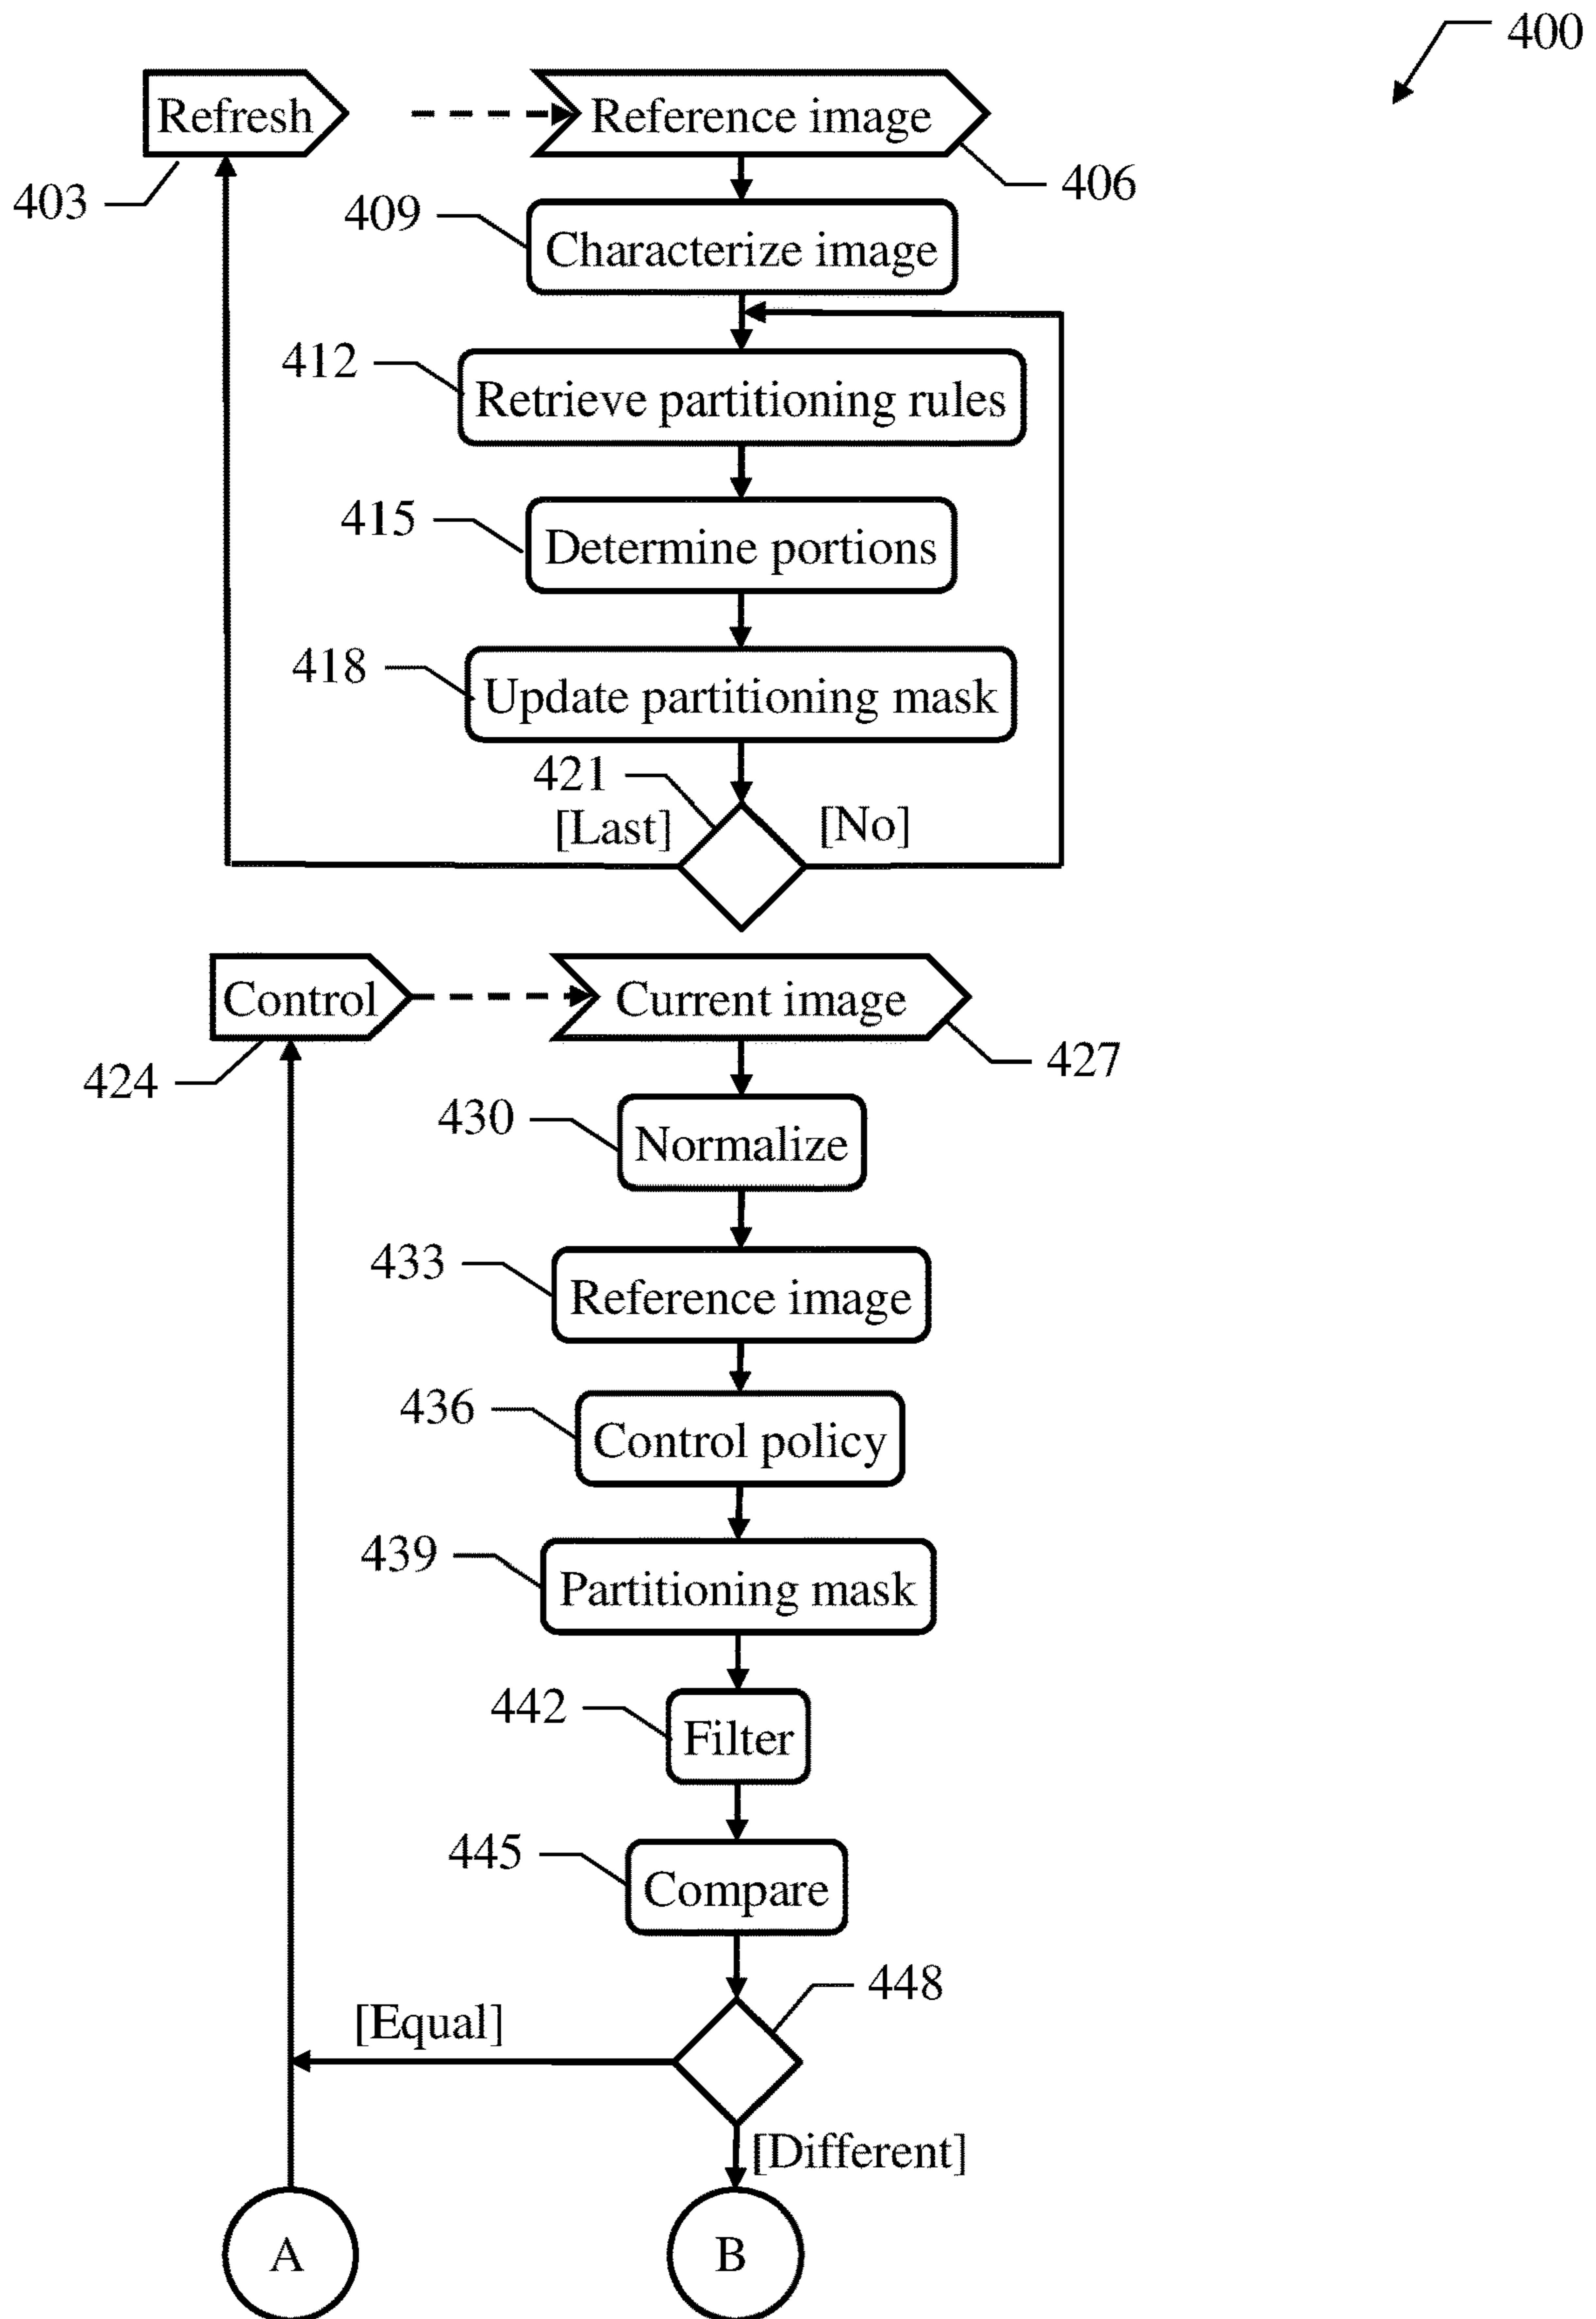 400
Refresh
Reference image
403
406
409
Characterize image
412
Retrieve partitioning rules
415
Determine portions
418
Update partitioning mask
421
[Last]
[No]
Control
Current image
424
427
430
Normalize
433
Reference image
436
Control policy
439
Partitioning mask
442
Filter
445
Compare
448
[Equal]
[Different]
A
B